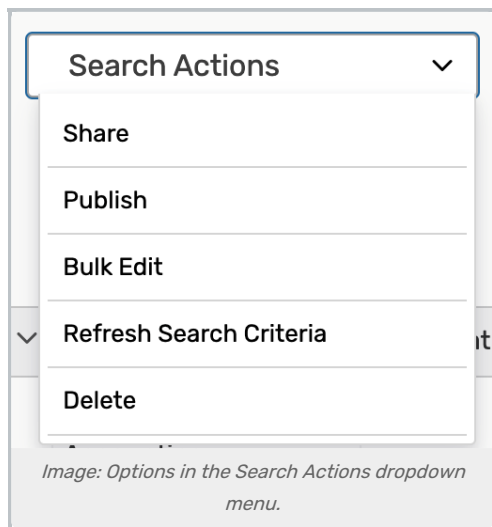 Search Actions
Share
Publish
Bulk Edit
Refresh Search Criteria
Delete
Image: Options in the Search Actions dropdown
menu.